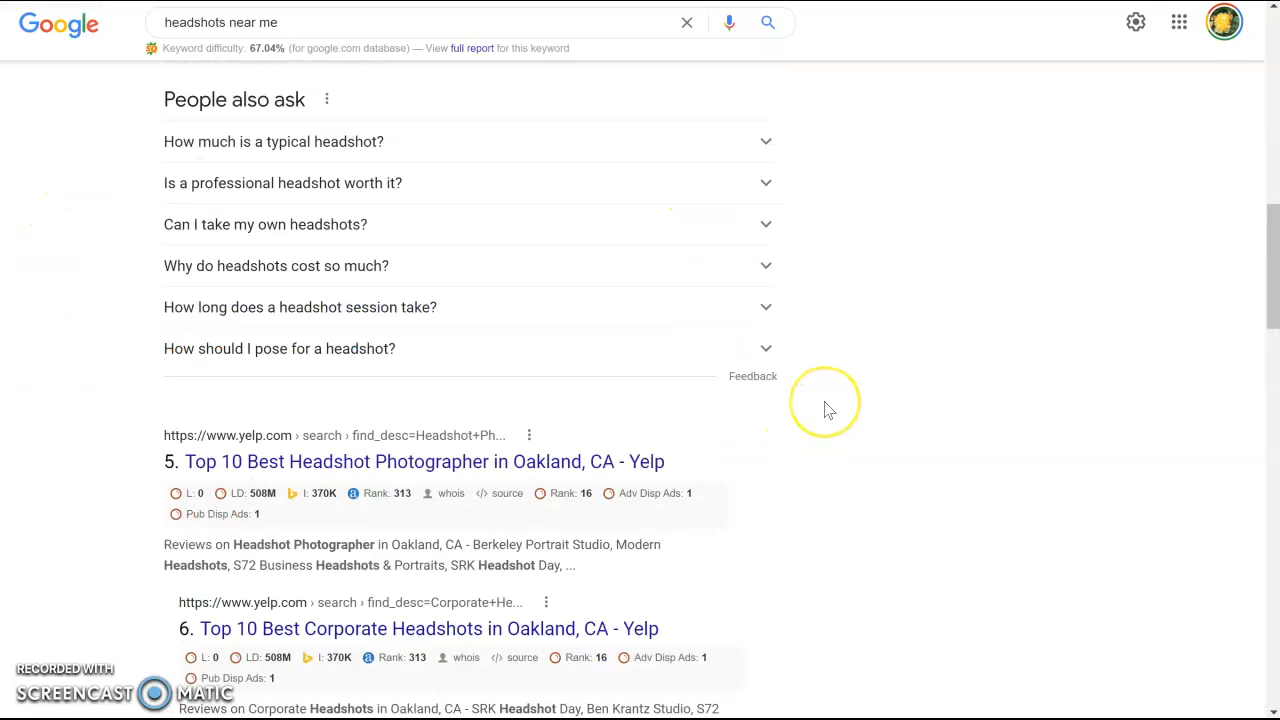 Google
headshots near me
Keyword difficulty: 67.04% (for google.com database) — View full report for this keyword
People also ask
How much is a typical headshot?
Is a professional headshot worth it?
Can I take my own headshots?
Why do headshots cost so much?
How long does a headshot session take?
How should I pose for a headshot?
Feedback
https://www.yelp.com › search › find_desc=Headshot+Ph...
5. Top 10 Best Headshot Photographer in Oakland, CA - Yelp
L: 0 LD: 508M I: 370K Rank: 313 whois source Rank: 16 Adv Disp Ads: 1
Pub Disp Ads: 1
Reviews on Headshot Photographer in Oakland, CA - Berkeley Portrait Studio, Modern
Headshots, S72 Business Headshots & Portraits, SRK Headshot Day, ...
https://www.yelp.com › search › find_desc=Corporate+He...
6. Top 10 Best Corporate Headshots in Oakland, CA - Yelp
L: 0 LD: 508M I: 370K Rank: 313 whois source Rank: 16 Adv Disp Ads: 1
Pub Disp Ads: 1
Reviews on Corporate Headshots in Oakland, CA - SRK Headshot Day, Ben Krantz Studio, S72
RECORDED WITH
SCREENCAST MATIC